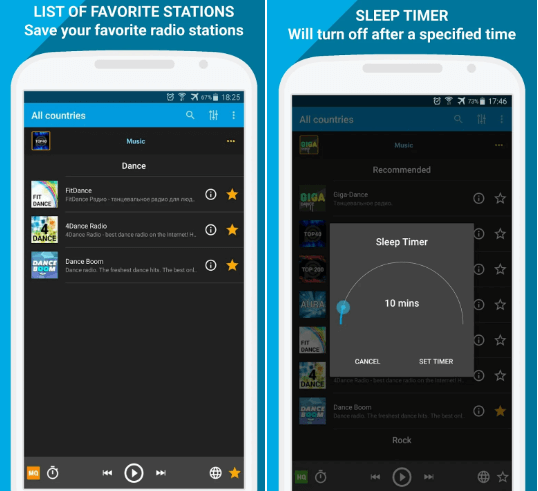 LIST OF FAVORITE STATIONS
Save your favorite radio stations
67% 18:25
All countries
TOP40
Music
Dance
FIT DANCE
FitDance
FitDance Радио - танцевальное радио для люд..
4 DANCE
4Dance Radio
4Dance Radio - best dance radio on the Internet! H..
DANCE BOOM
Dance Boom
Dance radio. The freshest dance hits. The best onl..
HQ
SLEEP TIMER
Will turn off after a specified time
73% 17:46
All countries
GIGA
Music
Recommended
GIGA
Giga-Dance
Танцевальное радио
TOP40
TOP 200
Sleep Timer
10 mins
CANCEL
SET TIMER
FIT DANCE
4 DANCE
4Dance Radio - best dance radio on the Internet! H..
DANCE BOOM
Dance Boom
Dance radio. The freshest dance hits. The best onl..
Rock
MQ